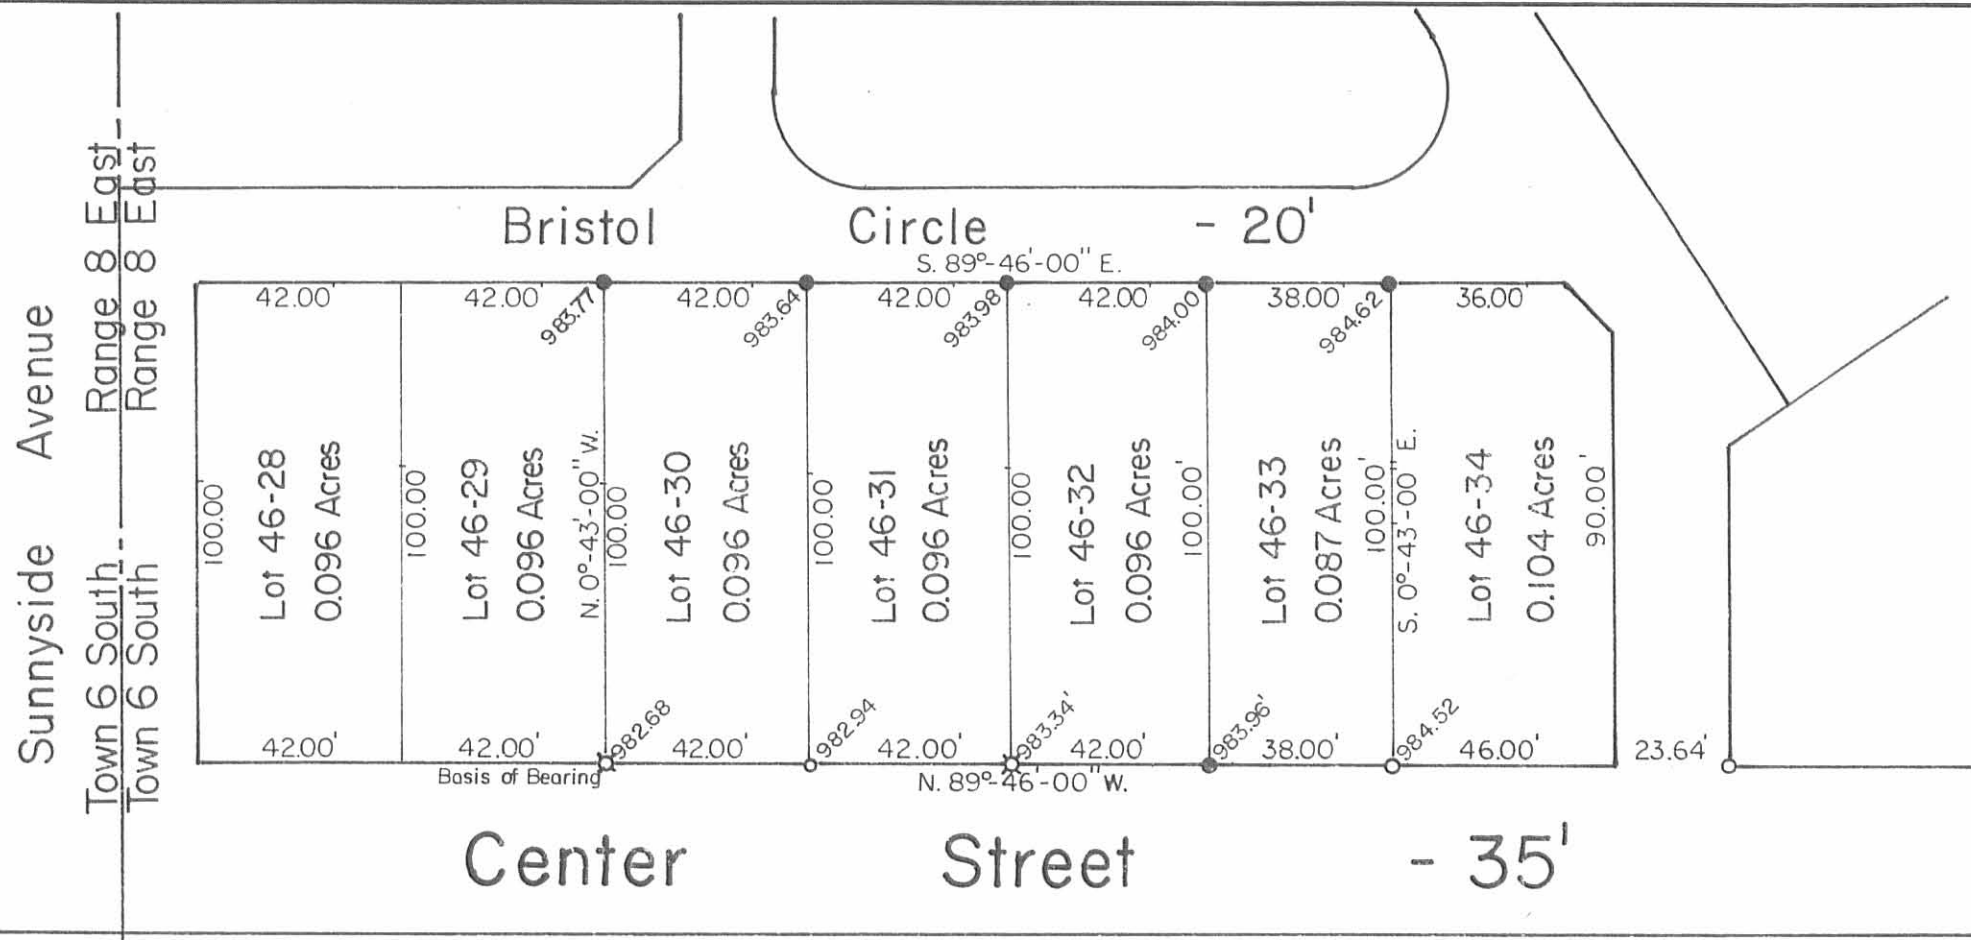 Bristol Circle - 20'
S. 89°-46'-00" E.
42.00'
42.00'
42.00'
42.00'
42.00'
38.00'
36.00'
983.77
983.64
983.98
984.00
984.62
Sunnyside Avenue
Town 6 South Range 8 East
Town 6 South Range 8 East
100.00'
Lot 46-28
0.096 Acres
100.00'
Lot 46-29
0.096 Acres
N. 0°-43'-00" W.
100.00'
Lot 46-30
0.096 Acres
100.00'
Lot 46-31
0.096 Acres
100.00'
Lot 46-32
0.096 Acres
100.00'
Lot 46-33
0.087 Acres
100.00'
S. 0°-43'-00" E.
Lot 46-34
0.104 Acres
90.00'
982.68
982.94
983.34'
983.96'
984.52
42.00'
42.00'
42.00'
42.00'
42.00'
38.00'
46.00'
23.64'
Basis of Bearing
N. 89°-46'-00" W.
Center Street - 35'